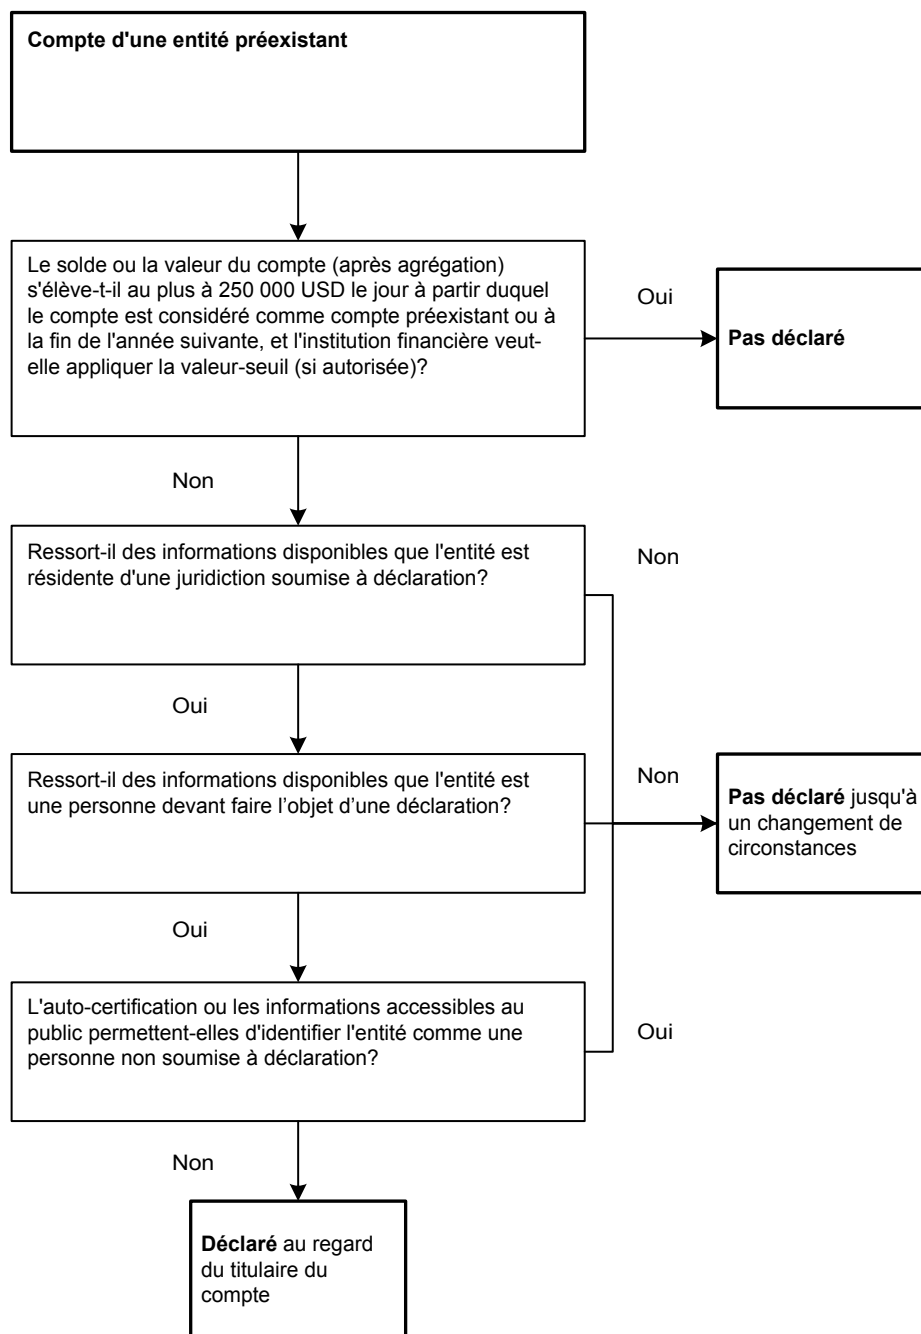 Compte d'une entité préexistant
Le solde ou la valeur du compte (après agrégation)
s'élève-t-il au plus à 250 000 USD le jour à partir duquel
le compte est considéré comme compte préexistant ou à
la fin de l'année suivante, et l'institution financière veut-
elle appliquer la valeur-seuil (si autorisée)?
Oui
Pas déclaré
Non
Ressort-il des informations disponibles que l'entité est
résidente d'une juridiction soumise à déclaration?
Non
Oui
Ressort-il des informations disponibles que l'entité est
une personne devant faire l’objet d’une déclaration?
Non
Pas déclaré jusqu'à
un changement de
circonstances
Oui
L'auto-certification ou les informations accessibles au
public permettent-elles d'identifier l'entité comme une
personne non soumise à déclaration?
Oui
Non
Déclaré au regard
du titulaire du
compte